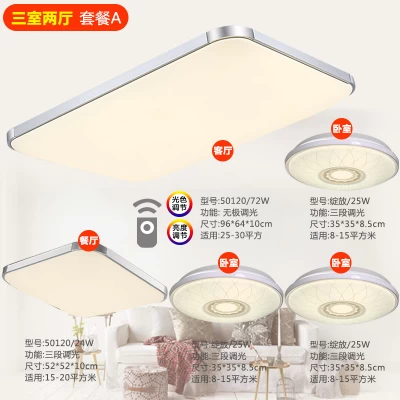 三室两厅 套餐A
客厅
卧室
光色
调节
亮度
调节
型号:50120/72W
功能: 无极调光
尺寸:96*64*10cm
适用:25-30平方
型号:绽放/25W
功能:三段调光
尺寸:35*35*8.5cm
适用:8-15平方米
餐厅
卧室
卧室
型号:50120/24W
功能:三段调光
尺寸:52*52*10cm
适用:15-20平方米
型号:绽放/25W
功能:三段调光
尺寸:35*35*8.5cm
适用:8-15平方米
型号:绽放/25W
功能:三段调光
尺寸:35*35*8.5cm
适用:8-15平方米